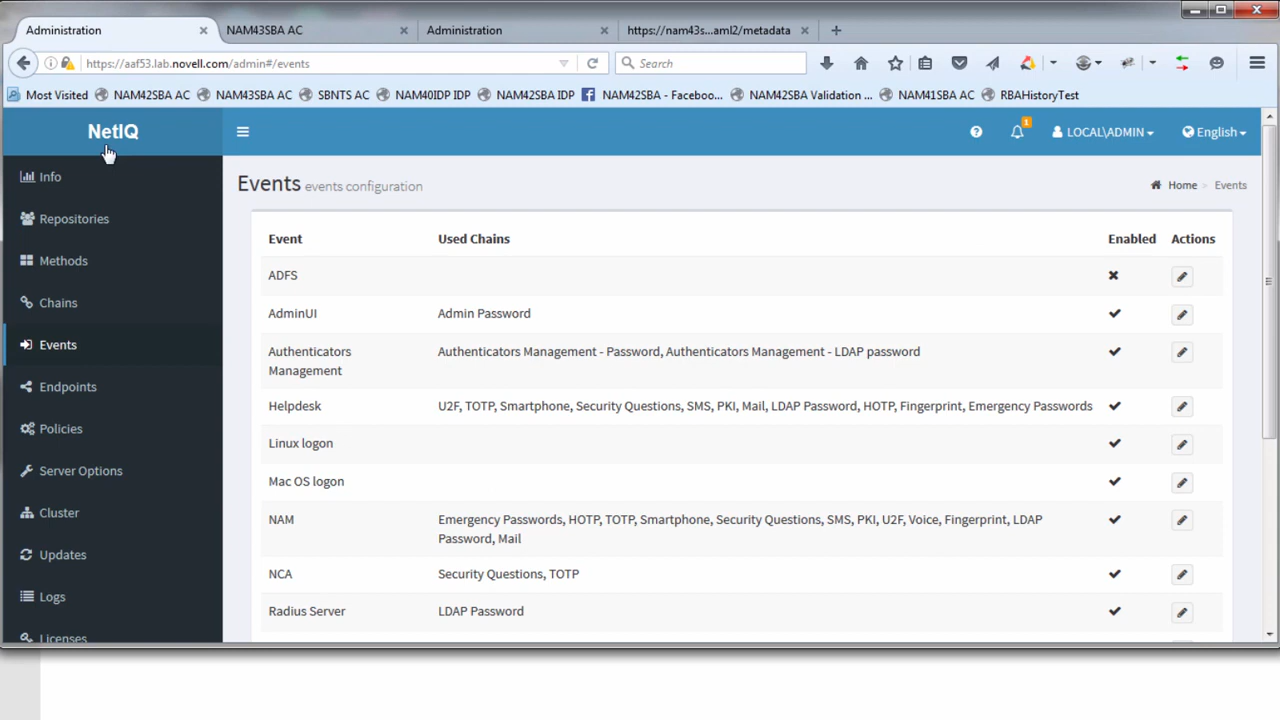 Administration
NAM43SBA AC
Administration
https://nam43s...aml2/metadata
https://aaf53.lab.novell.com/admin#/events
Search
Most Visited
NAM42SBA AC
NAM43SBA AC
SBNTS AC
NAM40IDP IDP
NAM42SBA IDP
NAM42SBA - Faceboo...
NAM42SBA Validation ...
NAM41SBA AC
RBAHistoryTest
NetIQ
1
LOCAL\ADMIN
English
Info
Repositories
Methods
Chains
Events
Endpoints
Policies
Server Options
Cluster
Updates
Logs
Licenses
Events events configuration
Home > Events
Event Used Chains Enabled Actions
ADFS
AdminUI Admin Password
Authenticators Management Authenticators Management - Password, Authenticators Management - LDAP password
Helpdesk U2F, TOTP, Smartphone, Security Questions, SMS, PKI, Mail, LDAP Password, HOTP, Fingerprint, Emergency Passwords
Linux logon
Mac OS logon
NAM Emergency Passwords, HOTP, TOTP, Smartphone, Security Questions, SMS, PKI, U2F, Voice, Fingerprint, LDAP
Password, Mail
NCA Security Questions, TOTP
Radius Server LDAP Password